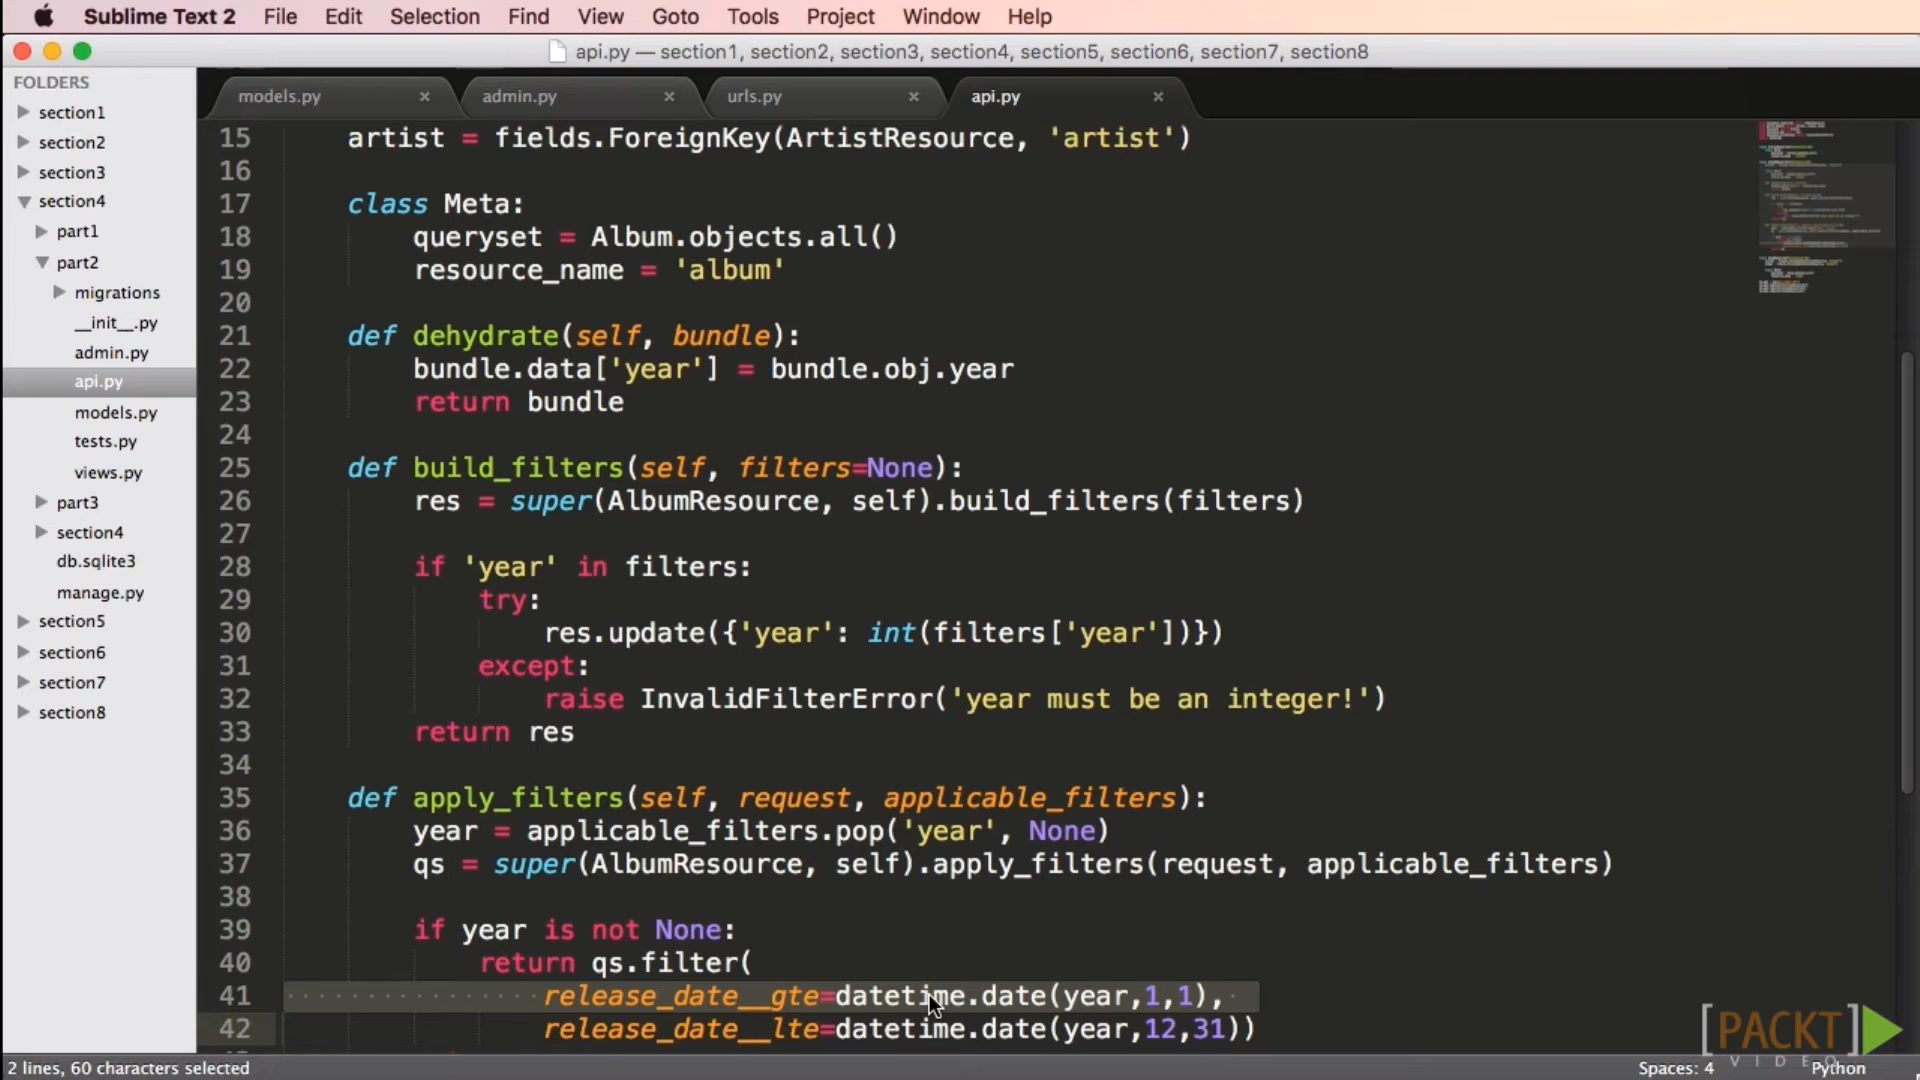 Sublime Text 2 File Edit Selection Find View Goto Tools Project Window Help
api.py — section1, section2, section3, section4, section5, section6, section7, section8
FOLDERS
section1
section2
section3
section4
part1
part2
migrations
__init__.py
admin.py
api.py
models.py
tests.py
views.py
part3
section4
db.sqlite3
manage.py
section5
section6
section7
section8
models.py × admin.py × urls.py × api.py ×
15 artist = fields.ForeignKey(ArtistResource, 'artist')
16
17 class Meta:
18 queryset = Album.objects.all()
19 resource_name = 'album'
20
21 def dehydrate(self, bundle):
22 bundle.data['year'] = bundle.obj.year
23 return bundle
24
25 def build_filters(self, filters=None):
26 res = super(AlbumResource, self).build_filters(filters)
27
28 if 'year' in filters:
29 try:
30 res.update({'year': int(filters['year'])})
31 except:
32 raise InvalidFilterError('year must be an integer!')
33 return res
34
35 def apply_filters(self, request, applicable_filters):
36 year = applicable_filters.pop('year', None)
37 qs = super(AlbumResource, self).apply_filters(request, applicable_filters)
38
39 if year is not None:
40 return qs.filter(
41 release_date__gte=datetime.date(year,1,1),
42 release_date__lte=datetime.date(year,12,31))
[PACKT]
VIDEO
2 lines, 60 characters selected
Spaces: 4 Python